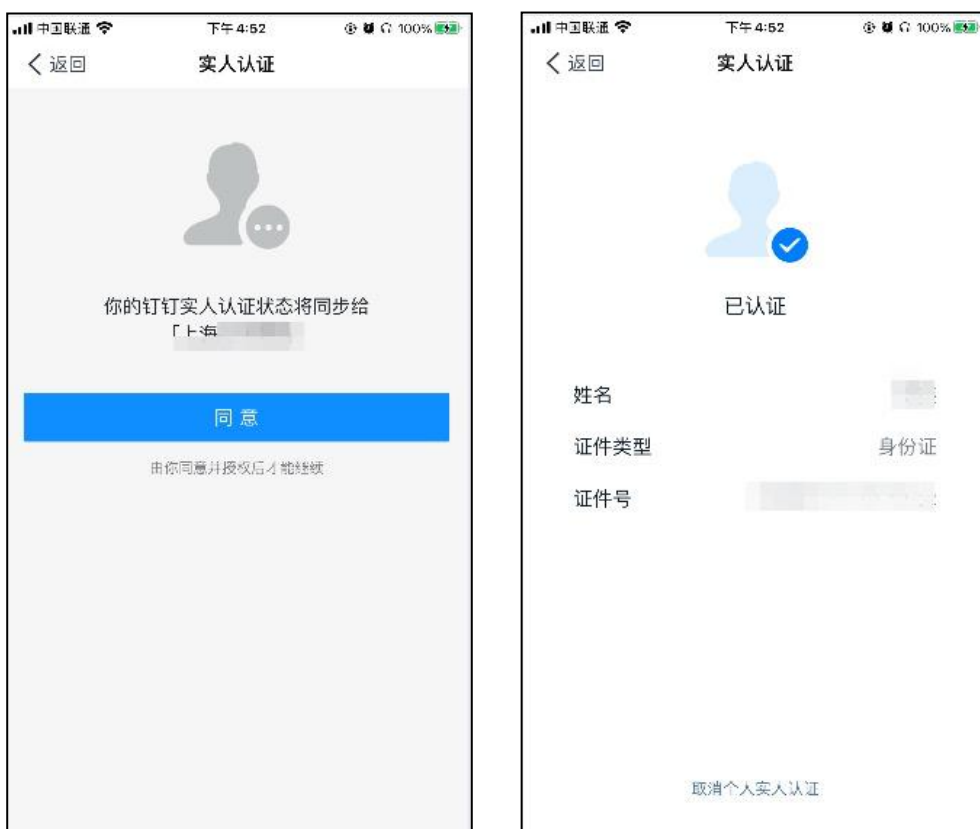 中国联通
下午4:52
100%
返回
实人认证
你的钉钉实人认证状态将同步给
「上海
同意
由你同意并授权后才能继续
中国联通
下午4:52
100%
返回
实人认证
已认证
姓名
证件类型
身份证
证件号
取消个人实人认证